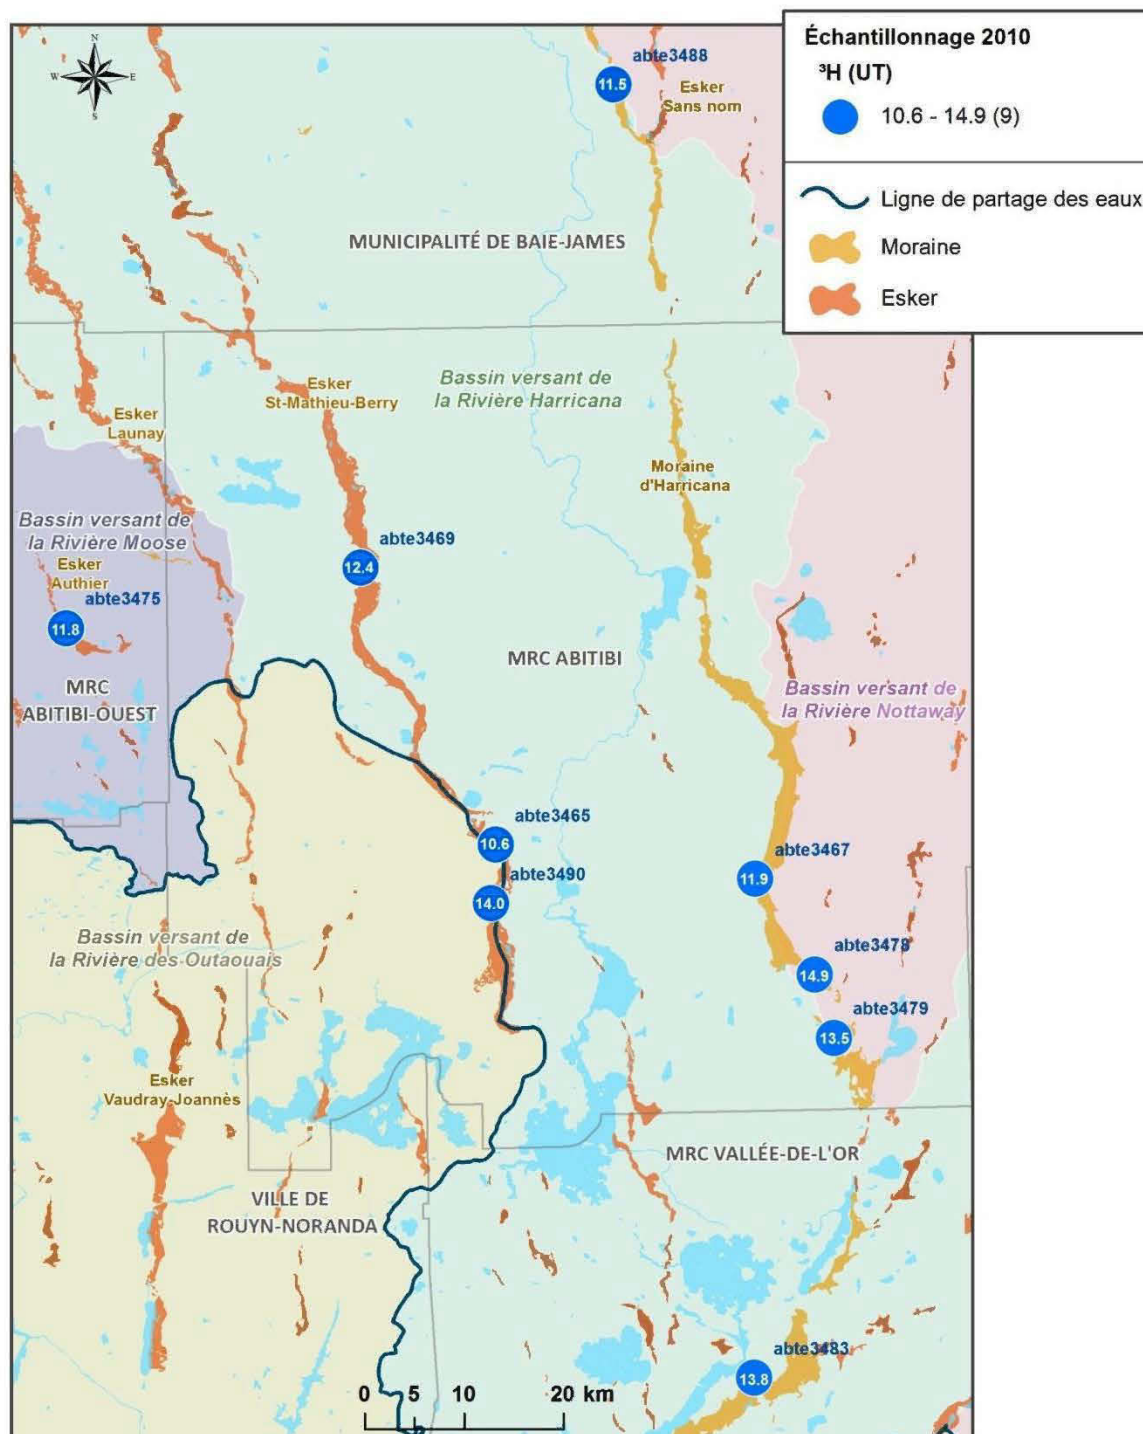 Échantillonnage 2010
³H (UT)
10.6 - 14.9 (9)
Ligne de partage des eaux
Moraine
Esker
N
W
E
S
abte3488
11.5
Esker
Sans nom
MUNICIPALITÉ DE BAIE-JAMES
Esker
St-Mathieu-Berry
Bassin versant de
la Rivière Harricana
Esker
Launay
Moraine
d'Harricana
Bassin versant de
la Rivière Moose
abte3469
12.4
Esker
Authier
abte3475
11.8
MRC ABITIBI
MRC
ABITIBI-OUEST
Bassin versant de
la Rivière Nottaway
abte3465
10.6
abte3467
11.9
abte3490
14.0
Bassin versant de
la Rivière des Outaouais
abte3478
14.9
abte3479
13.5
Esker
Vaudray-Joannès
MRC VALLÉE-DE-L'OR
VILLE DE
ROUYN-NORANDA
abte3483
13.8
0 5 10 20 km